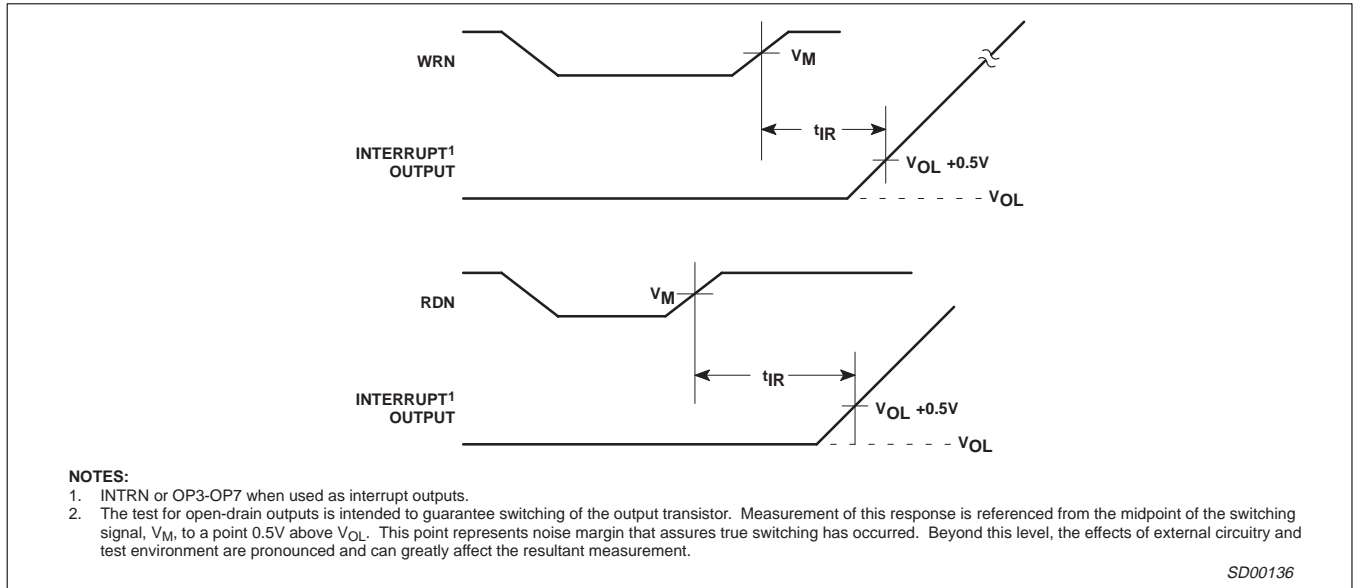 WRN
VM
tIR
INTERRUPT1
OUTPUT
VOL +0.5V
VOL
RDN
VM
tIR
INTERRUPT1
OUTPUT
VOL +0.5V
VOL
NOTES:
1. INTRN or OP3-OP7 when used as interrupt outputs.
2. The test for open-drain outputs is intended to guarantee switching of the output transistor. Measurement of this response is referenced from the midpoint of the switching
signal, VM, to a point 0.5V above VOL. This point represents noise margin that assures true switching has occurred. Beyond this level, the effects of external circuitry and
test environment are pronounced and can greatly affect the resultant measurement.
SD00136